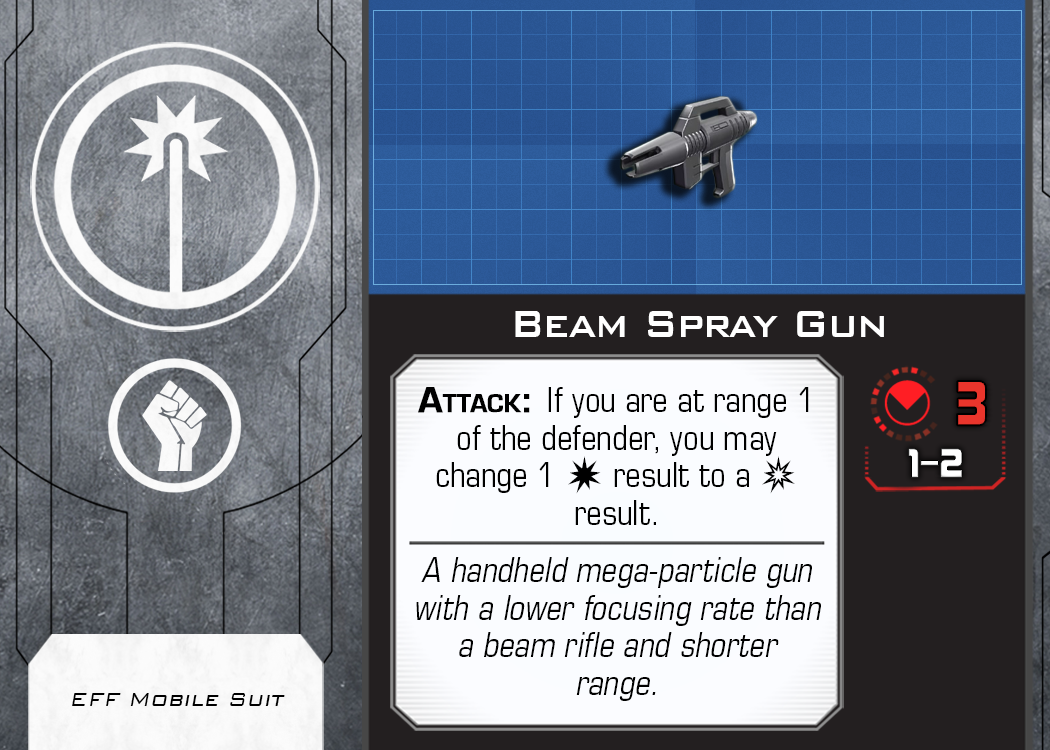 BEAM SPRAY GUN
ATTACK: If you are at range 1
of the defender, you may
change 1 result to a
result.
A handheld mega-particle gun
with a lower focusing rate than
a beam rifle and shorter
range.
3
1-2
EFF MOBILE SUIT